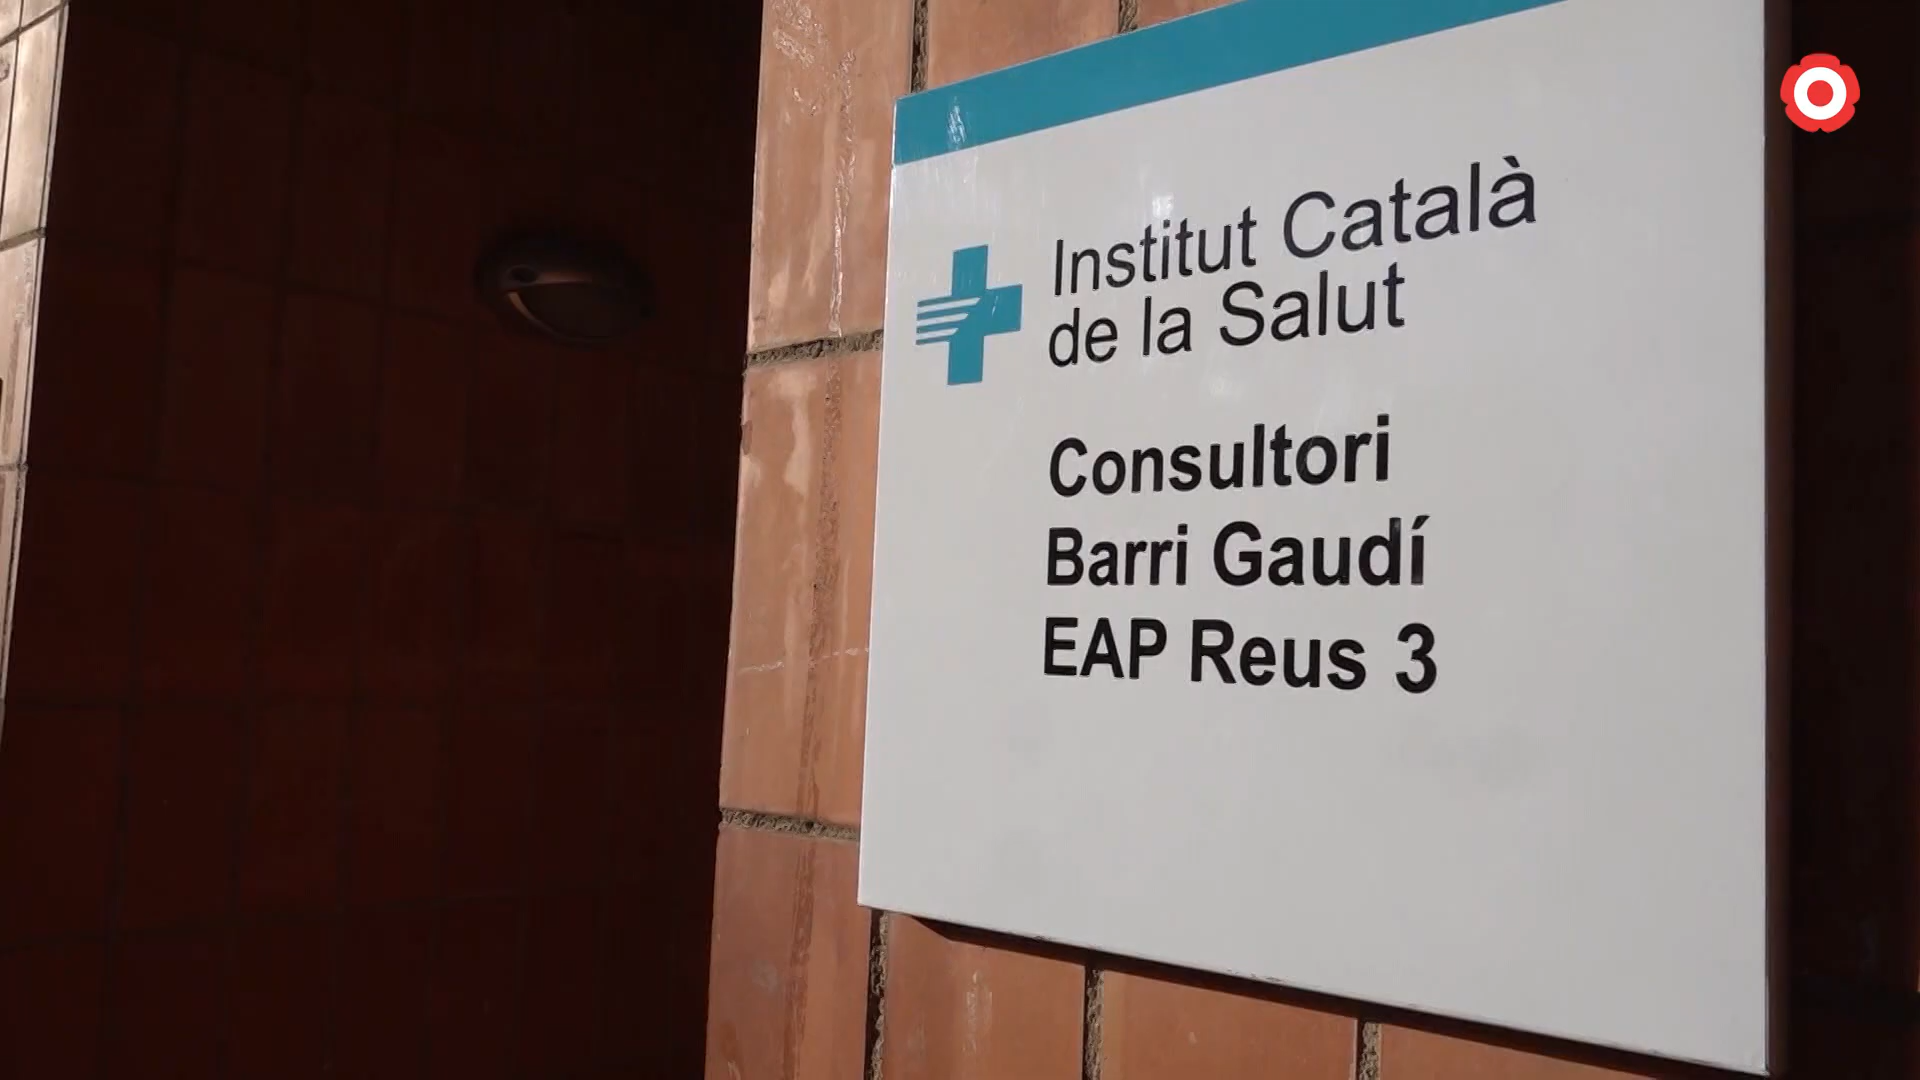 Institut Català
de la Salut
Consultori
Barri Gaudí
EAP Reus 3